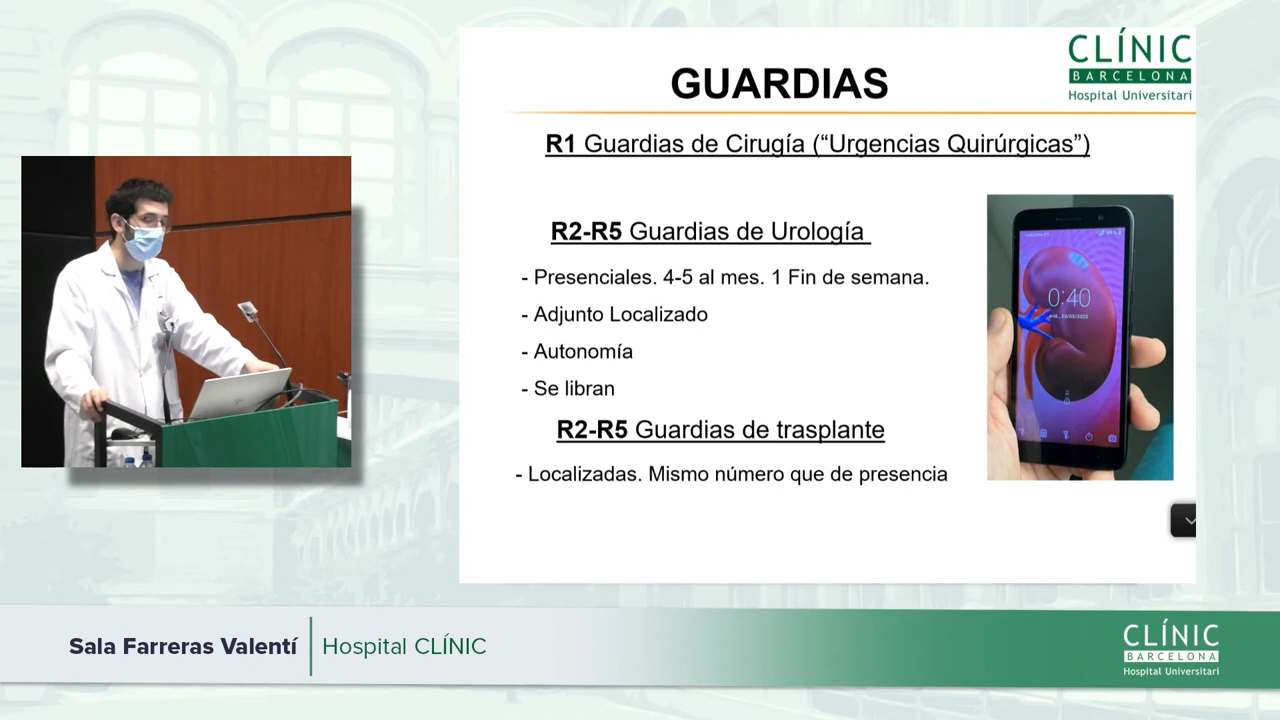 CLÍNIC
BARCELONA
Hospital Universitari
GUARDIAS
R1 Guardias de Cirugía (“Urgencias Quirúrgicas”)
R2-R5 Guardias de Urología
- Presenciales. 4-5 al mes. 1 Fin de semana.
- Adjunto Localizado
- Autonomía
- Se libran
R2-R5 Guardias de trasplante
- Localizadas. Mismo número que de presencia
0:40
Sala Farreras Valentí
Hospital CLÍNIC
CLÍNIC
BARCELONA
Hospital Universitari